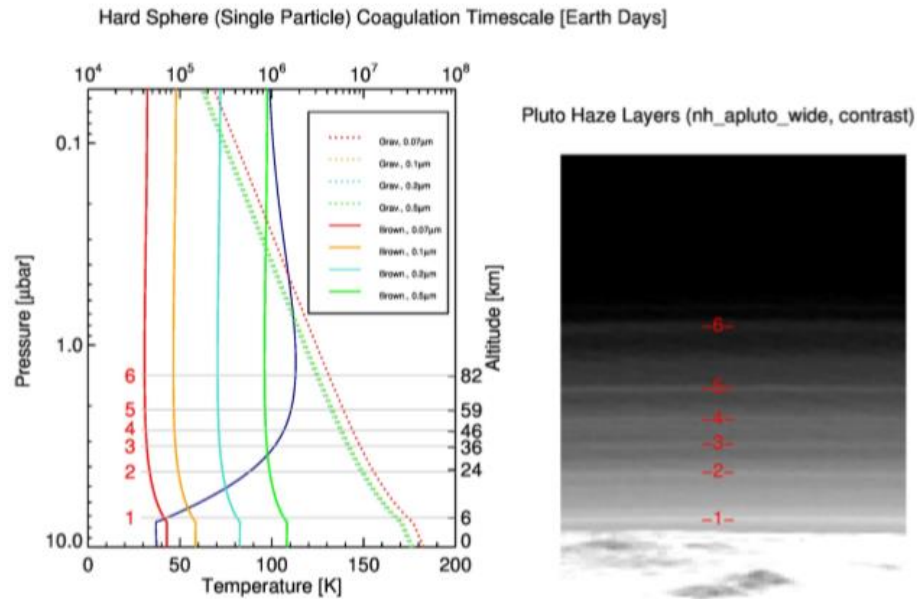 Hard Sphere (Single Particle) Coagulation Timescale [Earth Days]
10^4 10^5 10^6 10^7 10^8
Pressure [µbar]
0.1
1.0
10.0
Grav., 0.07µm
Grav., 0.1µm
Grav., 0.2µm
Grav., 0.5µm
Brown., 0.07µm
Brown., 0.1µm
Brown., 0.2µm
Brown., 0.5µm
6
5
4
3
2
1
Altitude [km]
82
59
46
36
24
6
0
0 50 100 150 200
Temperature [K]
Pluto Haze Layers (nh_apluto_wide, contrast)
-6-
-5-
-4-
-3-
-2-
-1-